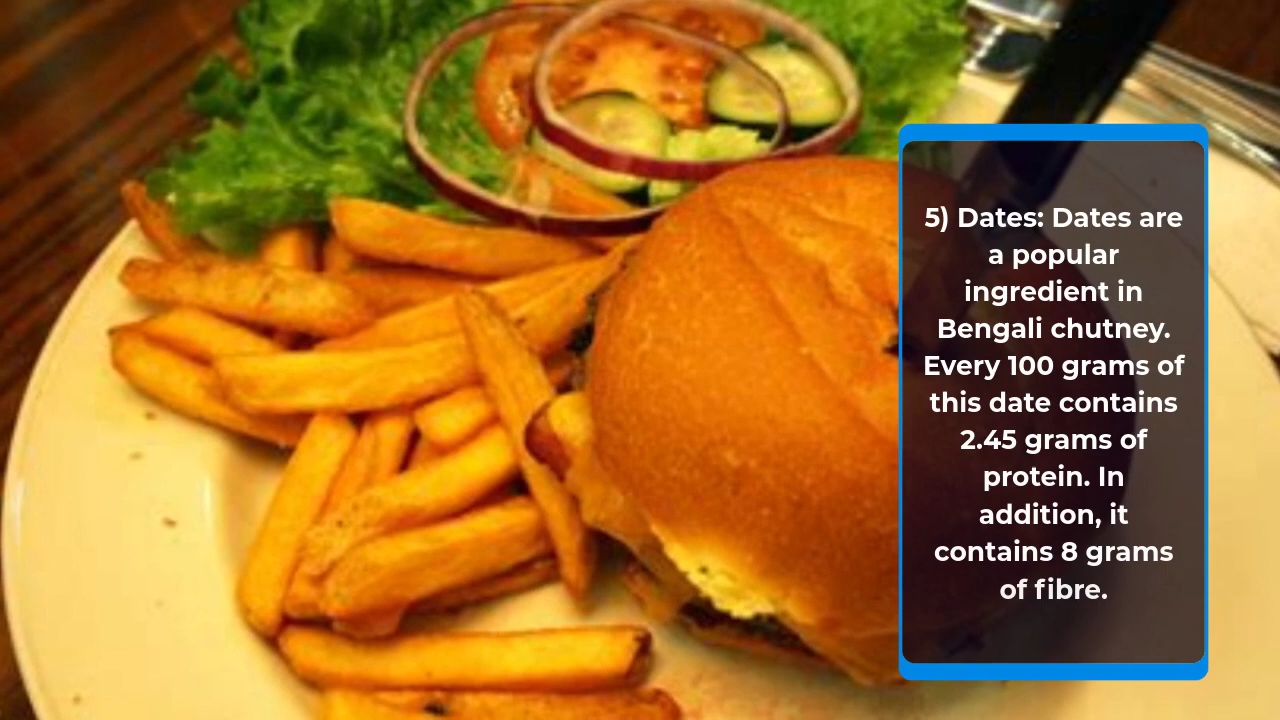 5) Dates: Dates are
a popular
ingredient in
Bengali chutney.
Every 100 grams of
this date contains
2.45 grams of
protein. In
addition, it
contains 8 grams
of fibre.